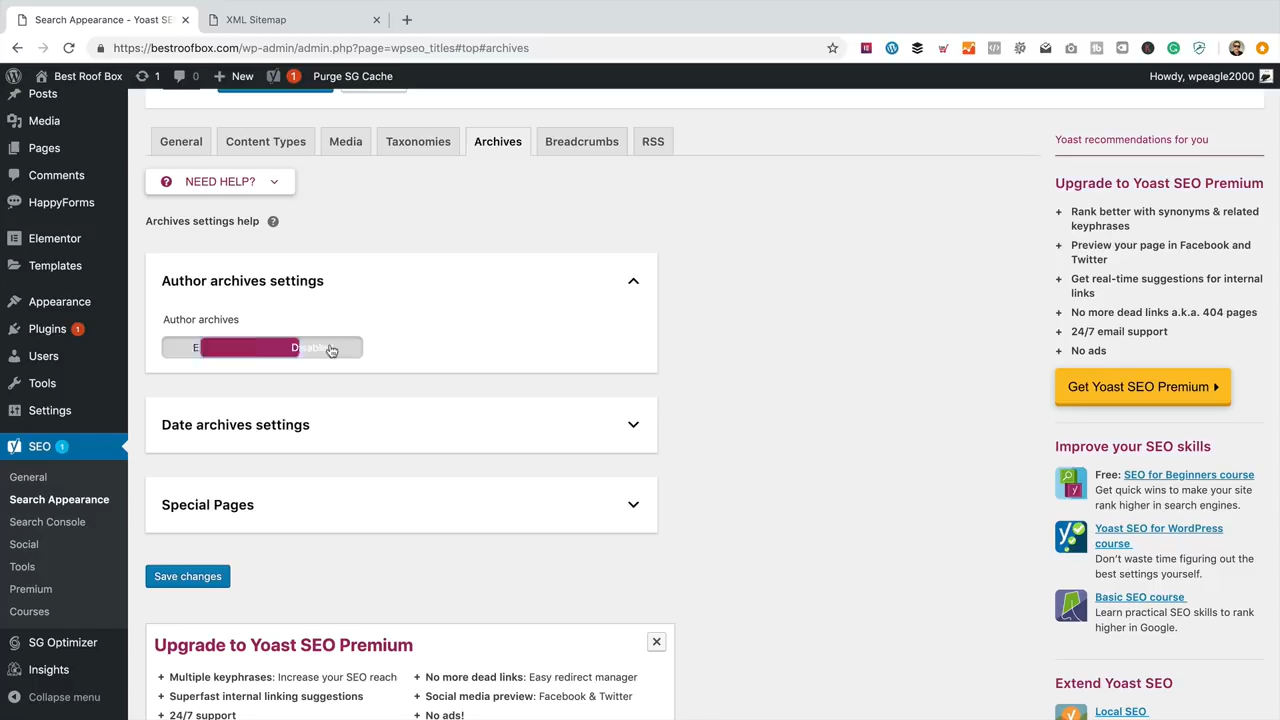 Search Appearance - Yoast SE
XML Sitemap
https://bestroofbox.com/wp-admin/admin.php?page=wpseo_titles#top#archives
Best Roof Box
1
0
New
1
Purge SG Cache
Howdy, wpeagle2000
Posts
Media
Pages
Comments
HappyForms
Elementor
Templates
Appearance
Plugins 1
Users
Tools
Settings
SEO 1
General
Search Appearance
Search Console
Social
Tools
Premium
Courses
SG Optimizer
Insights
Collapse menu
General
Content Types
Media
Taxonomies
Archives
Breadcrumbs
RSS
NEED HELP?
Archives settings help
Author archives settings
Author archives
Date archives settings
Special Pages
Save changes
Upgrade to Yoast SEO Premium
+ Multiple keyphrases: Increase your SEO reach
+ Superfast internal linking suggestions
+ 24/7 support
+ No more dead links: Easy redirect manager
+ Social media preview: Facebook & Twitter
+ No ads!
Yoast recommendations for you
Upgrade to Yoast SEO Premium
+ Rank better with synonyms & related
keyphrases
+ Preview your page in Facebook and
Twitter
+ Get real-time suggestions for internal
links
+ No more dead links a.k.a. 404 pages
+ 24/7 email support
+ No ads
Get Yoast SEO Premium
Improve your SEO skills
Free: SEO for Beginners course
Get quick wins to make your site
rank higher in search engines.
Yoast SEO for WordPress
course
Don't waste time figuring out the
best settings yourself.
Basic SEO course
Learn practical SEO skills to rank
higher in Google.
Extend Yoast SEO
Local SEO